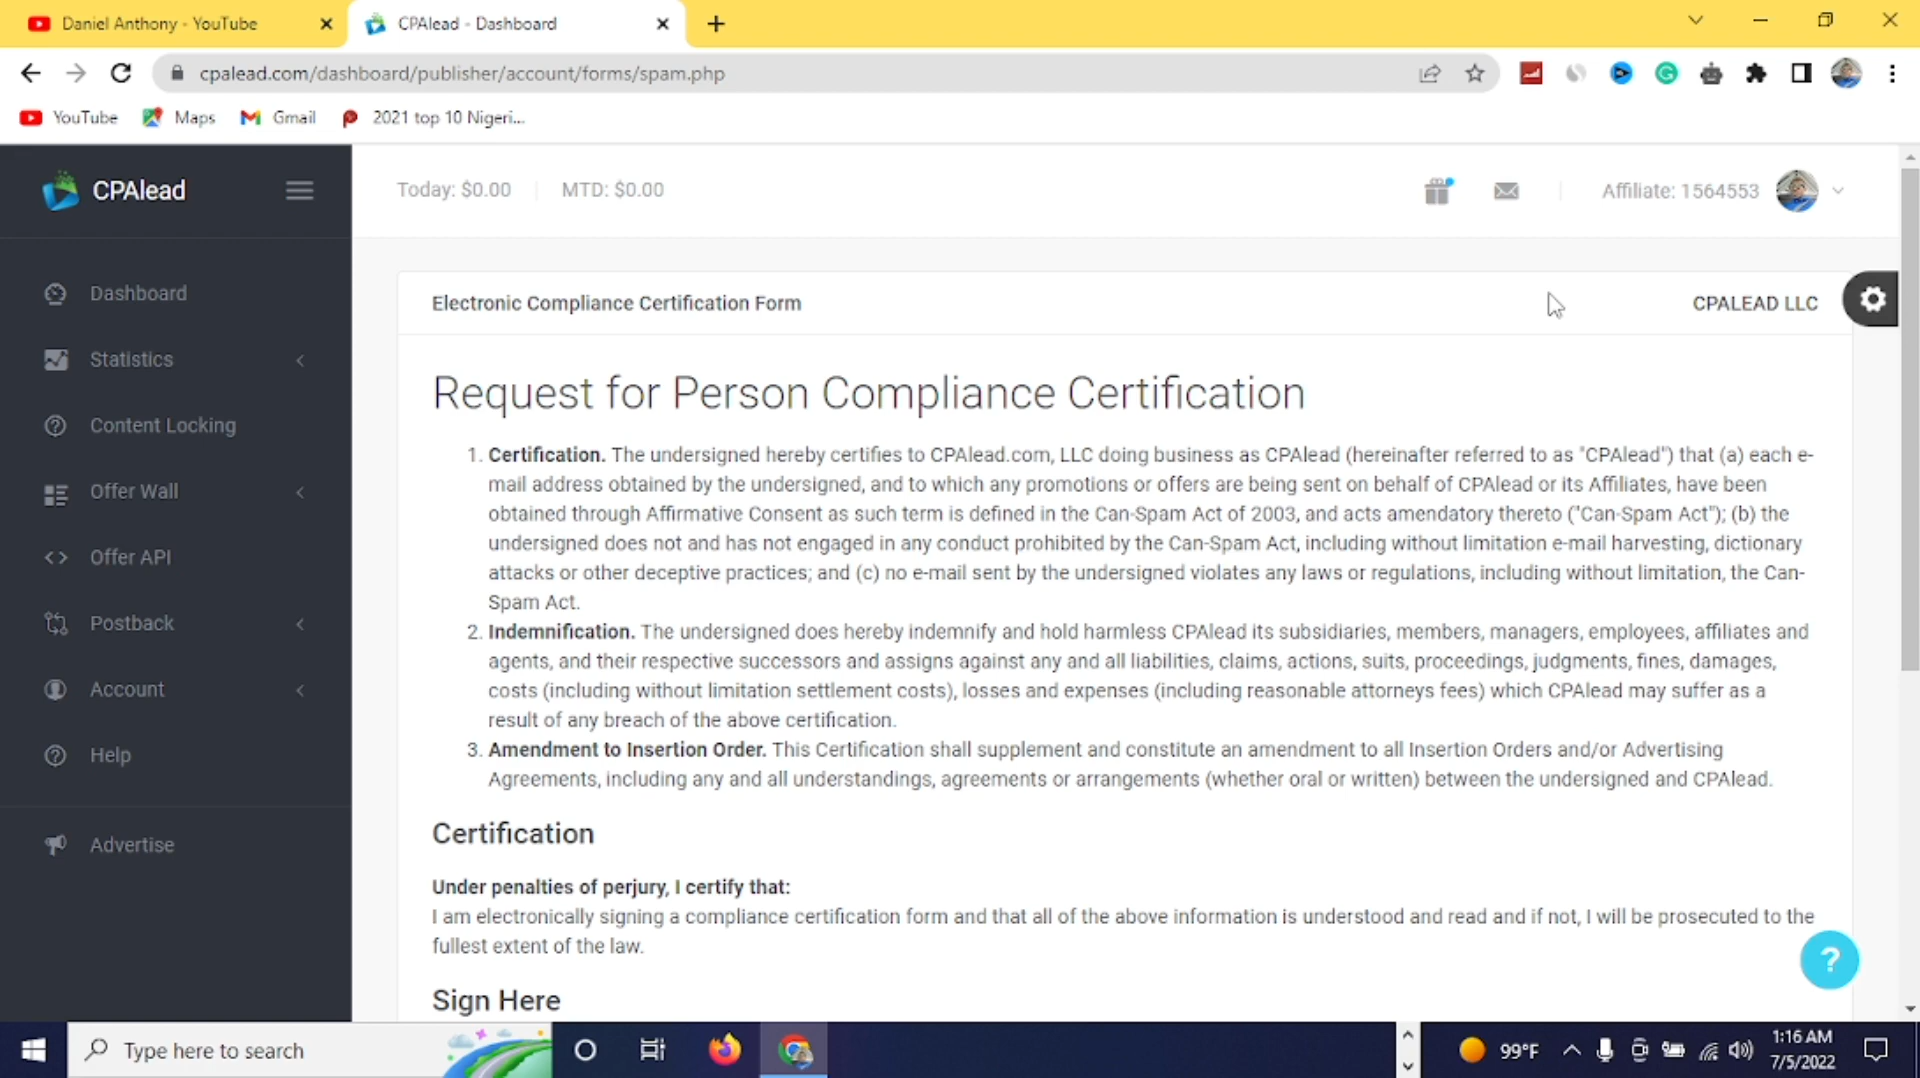 Daniel Anthony - YouTube
CPAlead - Dashboard
cpalead.com/dashboard/publisher/account/forms/spam.php
YouTube
Maps
Gmail
2021 top 10 Nigeri...
CPAlead
Today: $0.00
MTD: $0.00
Affiliate: 1564553
Dashboard
Statistics
Content Locking
Offer Wall
Offer API
Postback
Account
Help
Advertise
Electronic Compliance Certification Form
CPALEAD LLC
Request for Person Compliance Certification
1. Certification. The undersigned hereby certifies to CPAlead.com, LLC doing business as CPAlead (hereinafter referred to as "CPAlead") that (a) each e-
mail address obtained by the undersigned, and to which any promotions or offers are being sent on behalf of CPAlead or its Affiliates, have been
obtained through Affirmative Consent as such term is defined in the Can-Spam Act of 2003, and acts amendatory thereto ("Can-Spam Act"); (b) the
undersigned does not and has not engaged in any conduct prohibited by the Can-Spam Act, including without limitation e-mail harvesting, dictionary
attacks or other deceptive practices; and (c) no e-mail sent by the undersigned violates any laws or regulations, including without limitation, the Can-
Spam Act.
2. Indemnification. The undersigned does hereby indemnify and hold harmless CPAlead its subsidiaries, members, managers, employees, affiliates and
agents, and their respective successors and assigns against any and all liabilities, claims, actions, suits, proceedings, judgments, fines, damages,
costs (including without limitation settlement costs), losses and expenses (including reasonable attorneys fees) which CPAlead may suffer as a
result of any breach of the above certification.
3. Amendment to Insertion Order. This Certification shall supplement and constitute an amendment to all Insertion Orders and/or Advertising
Agreements, including any and all understandings, agreements or arrangements (whether oral or written) between the undersigned and CPAlead.
Certification
Under penalties of perjury, I certify that:
I am electronically signing a compliance certification form and that all of the above information is understood and read and if not, I will be prosecuted to the
fullest extent of the law.
Sign Here
?
Type here to search
99°F
1:16 AM
7/5/2022